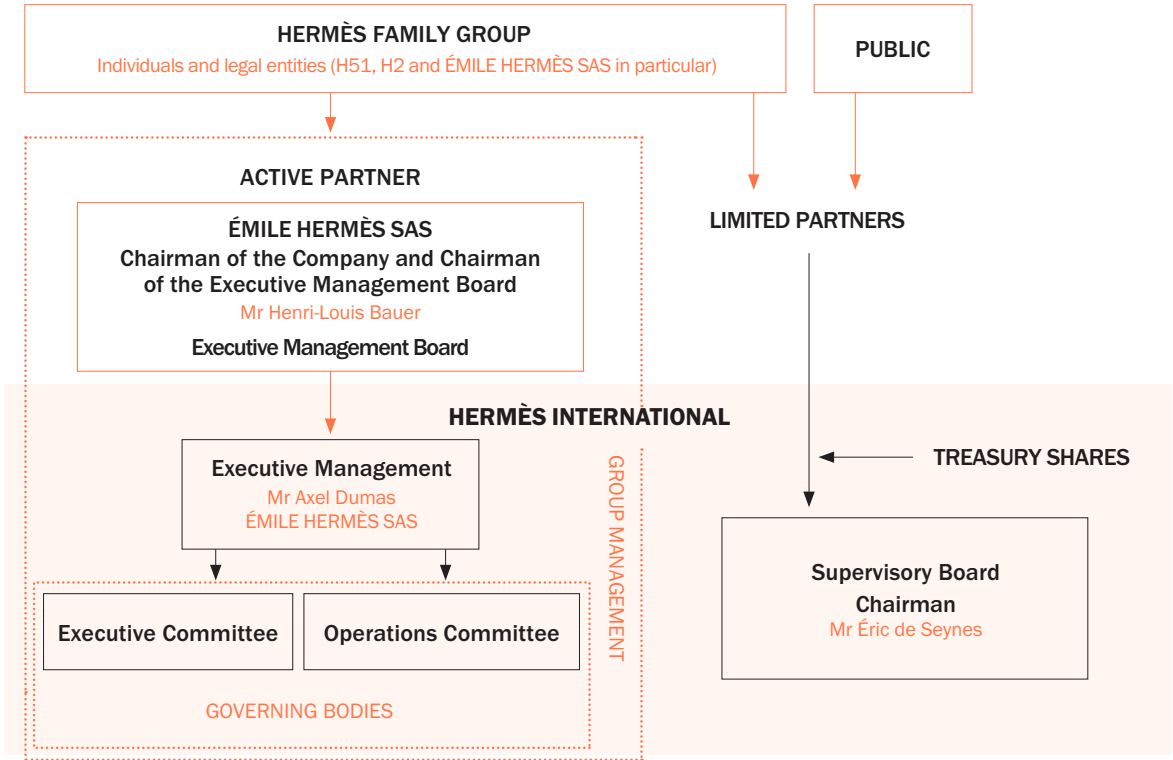 HERMÈS FAMILY GROUP
Individuals and legal entities (H51, H2 and ÉMILE HERMÈS SAS in particular)
PUBLIC
ACTIVE PARTNER
ÉMILE HERMÈS SAS
Chairman of the Company and Chairman
of the Executive Management Board
Mr Henri-Louis Bauer
Executive Management Board
LIMITED PARTNERS
HERMÈS INTERNATIONAL
Executive Management
Mr Axel Dumas
ÉMILE HERMÈS SAS
GROUP MANAGEMENT
TREASURY SHARES
Executive Committee
Operations Committee
GOVERNING BODIES
Supervisory Board
Chairman
Mr Éric de Seynes